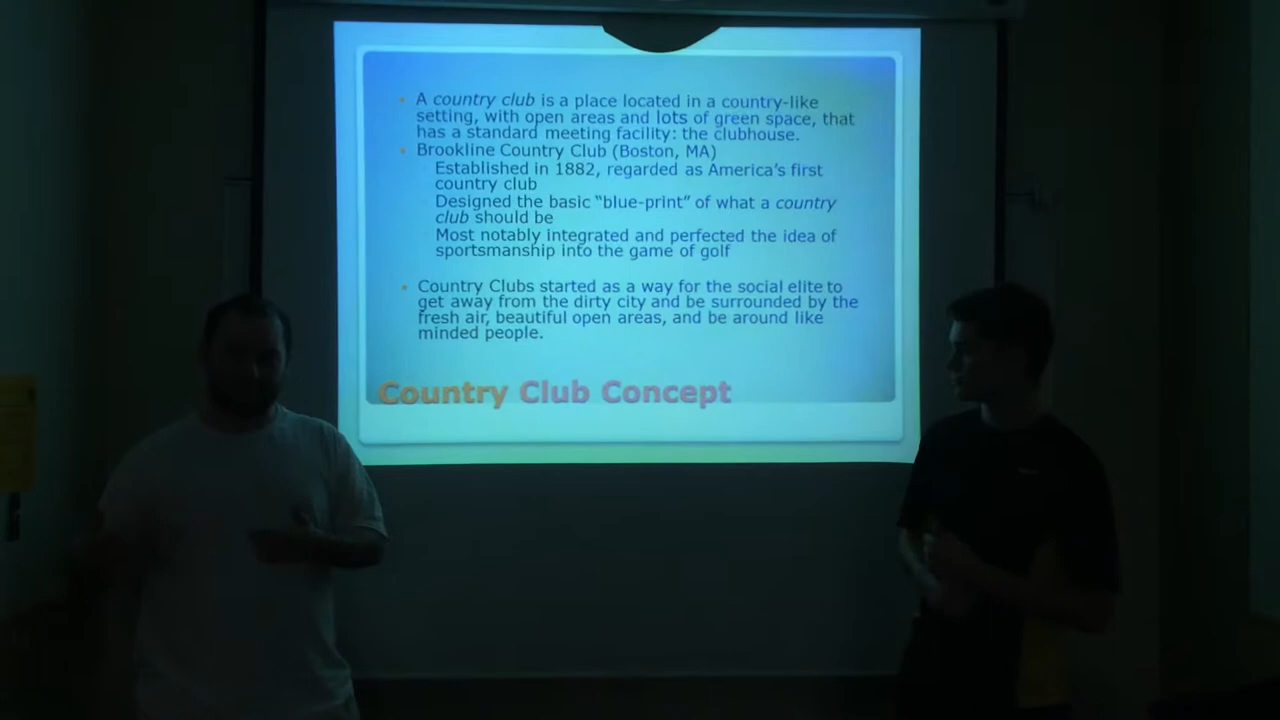 A country club is a place located in a country-like
setting, with open areas and lots of green space, that
has a standard meeting facility: the clubhouse.
Brookline Country Club (Boston, MA)
Established in 1882, regarded as America's first
country club
Designed the basic "blue-print" of what a country
club should be
Most notably integrated and perfected the idea of
sportsmanship into the game of golf
Country Clubs started as a way for the social elite to
get away from the dirty city and be surrounded by the
fresh air, beautiful open areas, and be around like
minded people.
Country Club Concept